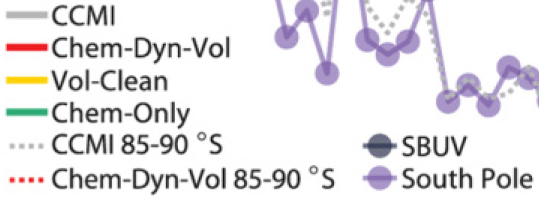 CCMI
Chem-Dyn-Vol
Vol-Clean
Chem-Only
CCMI 85-90 °S
Chem-Dyn-Vol 85-90 °S
SBUV
South Pole